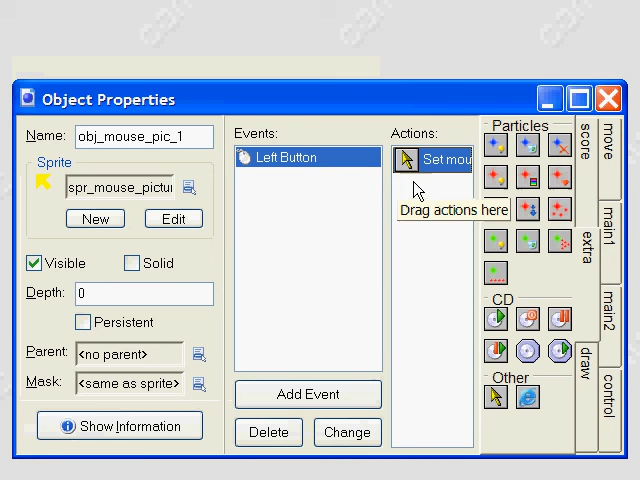 Object Properties
Name: obj_mouse_pic_1
Sprite
spr_mouse_pictur
New
Edit
Visible
Solid
Depth: 0
Persistent
Parent: <no parent>
Mask: <same as sprite>
Show Information
Events:
Left Button
Add Event
Delete
Change
Actions:
Set mou
Drag actions here
Particles
CD
Other
score
extra
draw
move
main1
main2
control